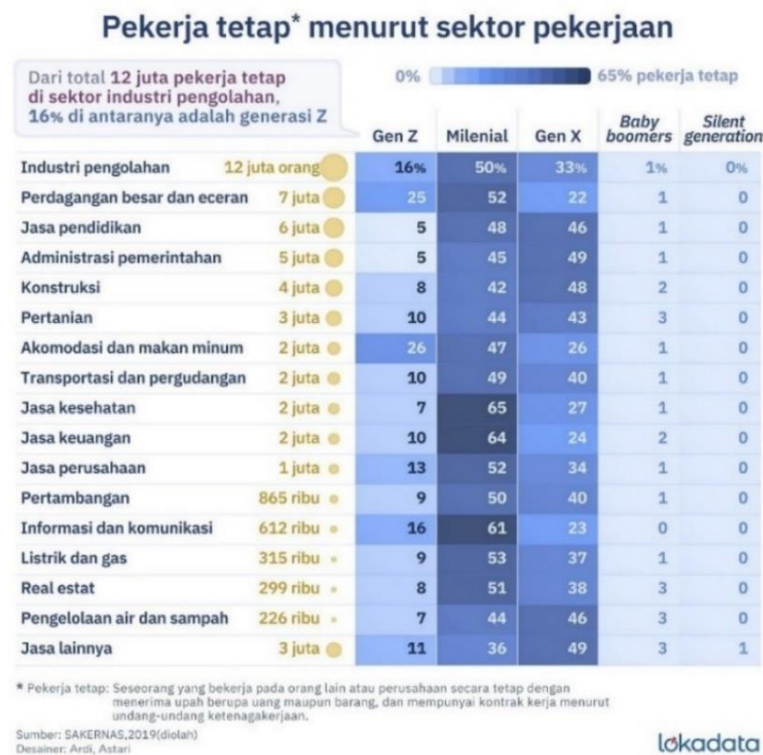 Pekerja tetap* menurut sektor pekerjaan
Dari total 12 juta pekerja tetap
di sektor industri pengolahan,
16% di antaranya adalah generasi Z
0% 65% pekerja tetap
Gen Z Milenial Gen X Baby boomers Silent generation
Industri pengolahan 12 juta orang 16% 50% 33% 1% 0%
Perdagangan besar dan eceran 7 juta 25 52 22 1 0
Jasa pendidikan 6 juta 5 48 46 1 0
Administrasi pemerintahan 5 juta 5 45 49 1 0
Konstruksi 4 juta 8 42 48 2 0
Pertanian 3 juta 10 44 43 3 0
Akomodasi dan makan minum 2 juta 26 47 26 1 0
Transportasi dan pergudangan 2 juta 10 49 40 1 0
Jasa kesehatan 2 juta 7 65 27 1 0
Jasa keuangan 2 juta 10 64 24 2 0
Jasa perusahaan 1 juta 13 52 34 1 0
Pertambangan 865 ribu 9 50 40 1 0
Informasi dan komunikasi 612 ribu 16 61 23 0 0
Listrik dan gas 315 ribu 9 53 37 1 0
Real estat 299 ribu 8 51 38 3 0
Pengelolaan air dan sampah 226 ribu 7 44 46 3 0
Jasa lainnya 3 juta 11 36 49 3 1
* Pekerja tetap: Seseorang yang bekerja pada orang lain atau perusahaan secara tetap dengan
menerima upah berupa uang maupun barang, dan mempunyai kontrak kerja menurut
undang-undang ketenagakerjaan.
Sumber: SAKERNAS,2019(diolah)
Desainer: Ardi, Astari
lokadata